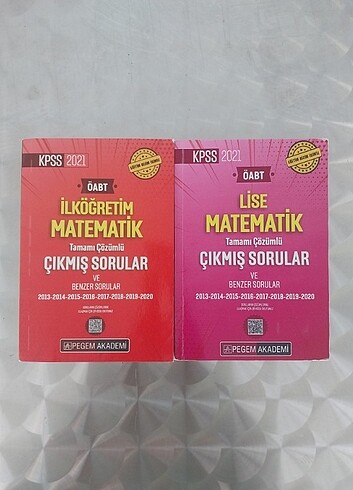 KPSS 2021
ÖABT
İLKÖĞRETİM
MATEMATİK
Tamamı Çözümlü
ÇIKMIŞ SORULAR
VE
BENZER SORULAR
2013-2014-2015-2016-2017-2018-2019-2020
PEGEM AKADEMİ
KPSS 2021
ÖABT
LİSE
MATEMATİK
Tamamı Çözümlü
ÇIKMIŞ SORULAR
VE
BENZER SORULAR
2013-2014-2015-2016-2017-2018-2019-2020
PEGEM AKADEMİ